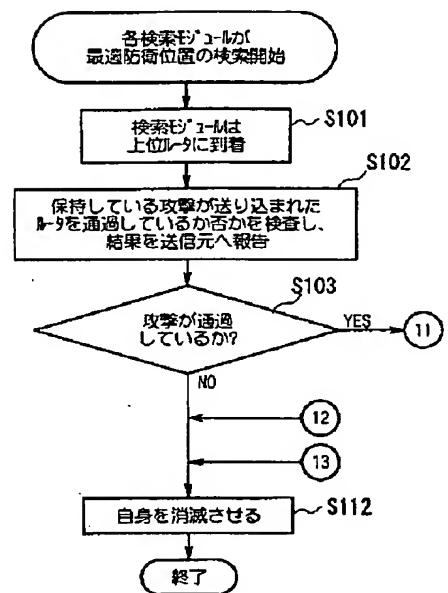 各検索ﾓｼﾞｭｰﾙが
最適防衛位置の検索開始
検索ﾓｼﾞｭｰﾙは
上位ﾙｰﾀに到着
S101
S102
保持している攻撃が送り込まれた
ﾙｰﾀを通過しているか否かを検査し、
結果を送信元へ報告
S103
攻撃が通過
しているか?
YES
11
NO
12
13
S112
自身を消滅させる
終了